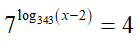 7^{\log_{343}(x-2)} = 4